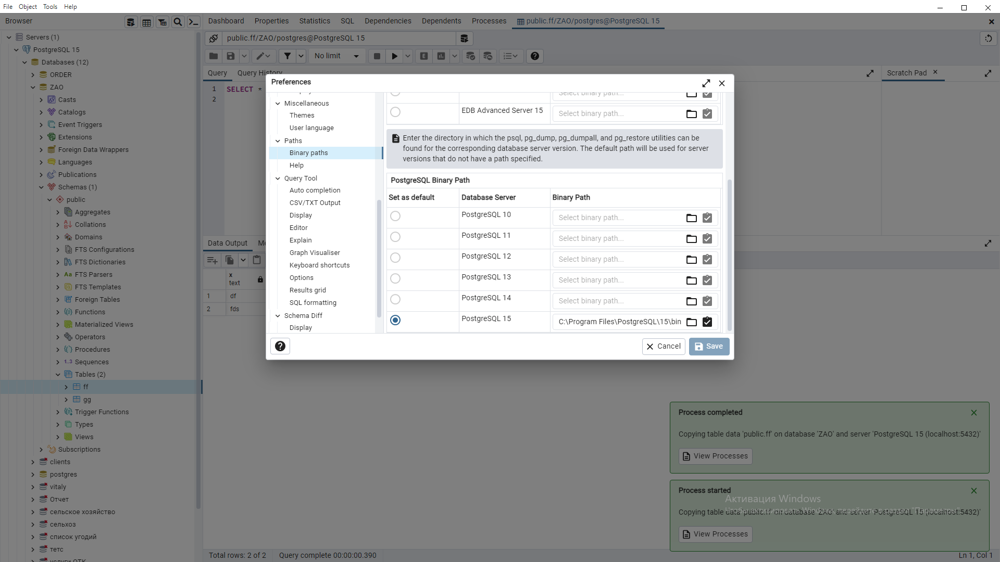 File Object Tools Help
Browser
Dashboard Properties Statistics SQL Dependencies Dependents Processes public.ff/ZAO/postgres@PostgreSQL 15
Servers (1)
PostgreSQL 15
Databases (12)
ORDER
ZAO
Casts
Catalogs
Event Triggers
Extensions
Foreign Data Wrappers
Languages
Publications
Schemas (1)
public
Aggregates
Collations
Domains
FTS Configurations
FTS Dictionaries
FTS Parsers
FTS Templates
Foreign Tables
Functions
Materialized Views
Operators
Procedures
Sequences
Tables (2)
ff
gg
Trigger Functions
Types
Views
Subscriptions
clients
postgres
vitaly
Отчет
сельское хозяйство
сельхоз
список угодий
тетс
услуги ОТК
public.ff/ZAO/postgres@PostgreSQL 15
No limit
Query Query History
Scratch Pad
1 SELECT *
2
Data Output
x
text
1 df
2 fds
Total rows: 2 of 2 Query complete 00:00:00.390
Ln 1, Col 1
Preferences
Miscellaneous
Themes
User language
Paths
Binary paths
Help
Query Tool
Auto completion
CSV/TXT Output
Display
Editor
Explain
Graph Visualiser
Keyboard shortcuts
Options
Results grid
SQL formatting
Schema Diff
Display
Select binary path...
EDB Advanced Server 15 Select binary path...
Enter the directory in which the psql, pg_dump, pg_dumpall, and pg_restore utilities can be
found for the corresponding database server version. The default path will be used for server
versions that do not have a path specified.
PostgreSQL Binary Path
Set as default Database Server Binary Path
PostgreSQL 10 Select binary path...
PostgreSQL 11 Select binary path...
PostgreSQL 12 Select binary path...
PostgreSQL 13 Select binary path...
PostgreSQL 14 Select binary path...
PostgreSQL 15 C:\Program Files\PostgreSQL\15\bin
Cancel Save
Process completed
Copying table data 'public.ff' on database 'ZAO' and server 'PostgreSQL 15 (localhost:5432)'
View Processes
Process started
Активация Windows
Чтобы активировать Windows, перейдите в раздел "Параметры".
Copying table data 'public.ff' on database 'ZAO' and server 'PostgreSQL 15 (localhost:5432)'
View Processes